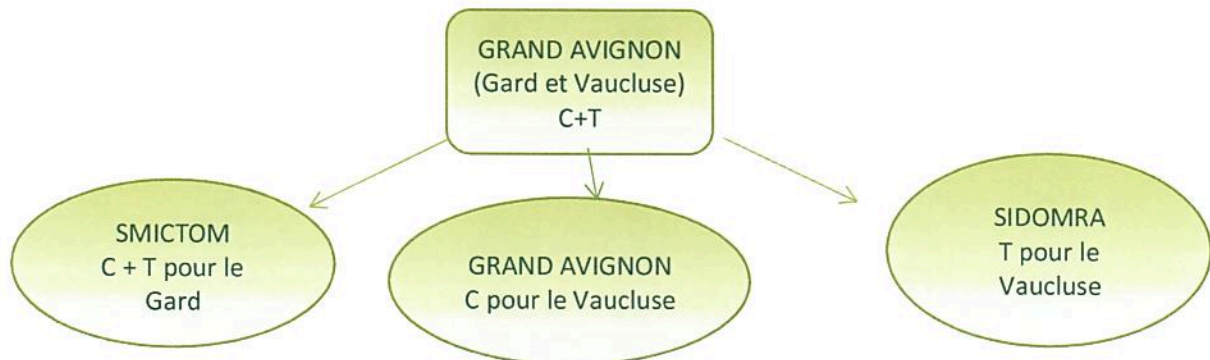 GRAND AVIGNON
(Gard et Vaucluse)
C+T
SMICTOM
C + T pour le
Gard
GRAND AVIGNON
C pour le Vaucluse
SIDOMRA
T pour le
Vaucluse